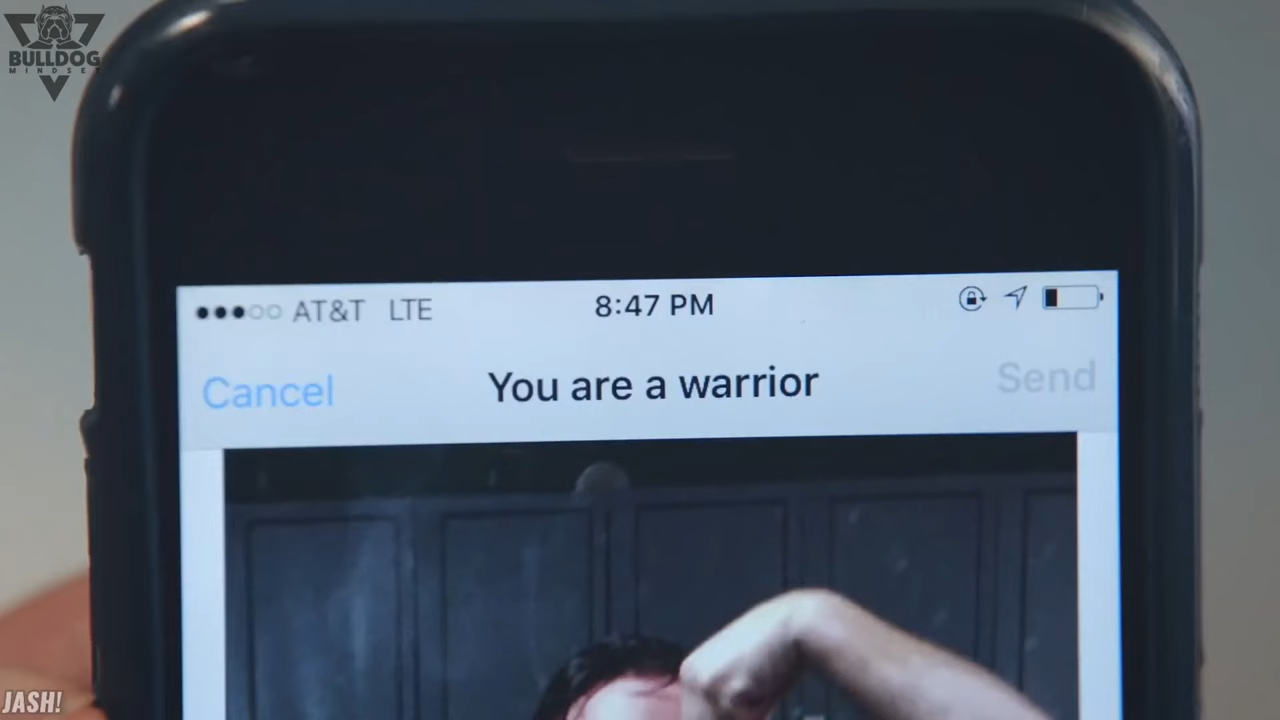 BULLDOG
MINDSET
●●●○○ AT&T LTE 8:47 PM
Cancel You are a warrior Send
JASH!